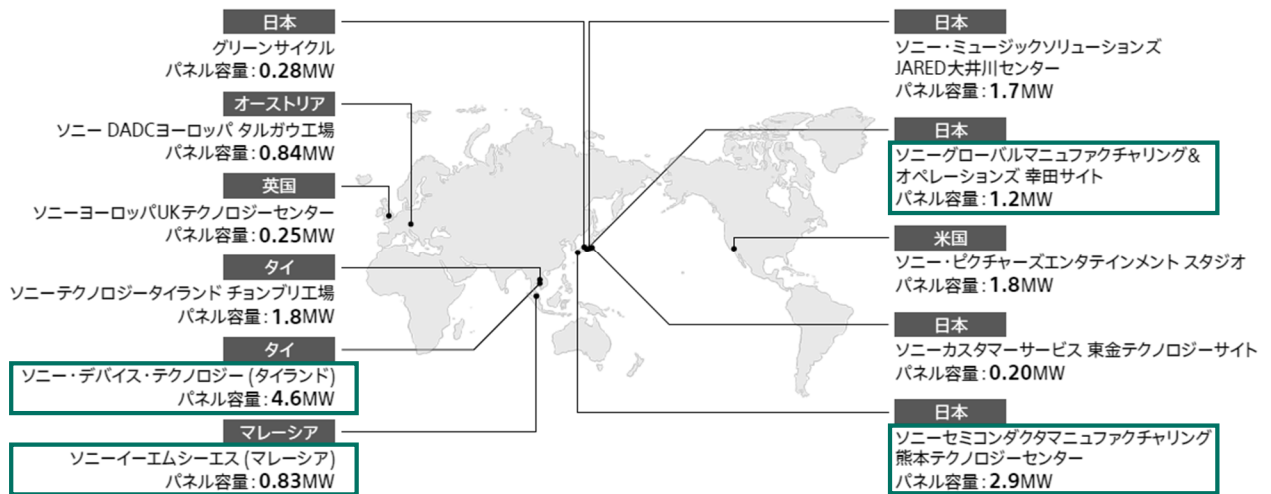 日本
グリーンサイクル
パネル容量:0.28MW
オーストリア
ソニー DADCヨーロッパ タルガウ工場
パネル容量:0.84MW
英国
ソニーヨーロッパUKテクノロジーセンター
パネル容量:0.25MW
タイ
ソニーテクノロジータイランド チョンブリ工場
パネル容量:1.8MW
タイ
ソニー・デバイス・テクノロジー (タイランド)
パネル容量:4.6MW
マレーシア
ソニーイーエムシーエス (マレーシア)
パネル容量:0.83MW
日本
ソニー・ミュージックソリューションズ
JARED大井川センター
パネル容量:1.7MW
日本
ソニーグローバルマニュファクチャリング&
オペレーションズ 幸田サイト
パネル容量:1.2MW
米国
ソニー・ピクチャーズエンタテインメント スタジオ
パネル容量:1.8MW
日本
ソニーカスタマーサービス 東金テクノロジーサイト
パネル容量:0.20MW
日本
ソニーセミコンダクタマニュファクチャリング
熊本テクノロジーセンター
パネル容量:2.9MW